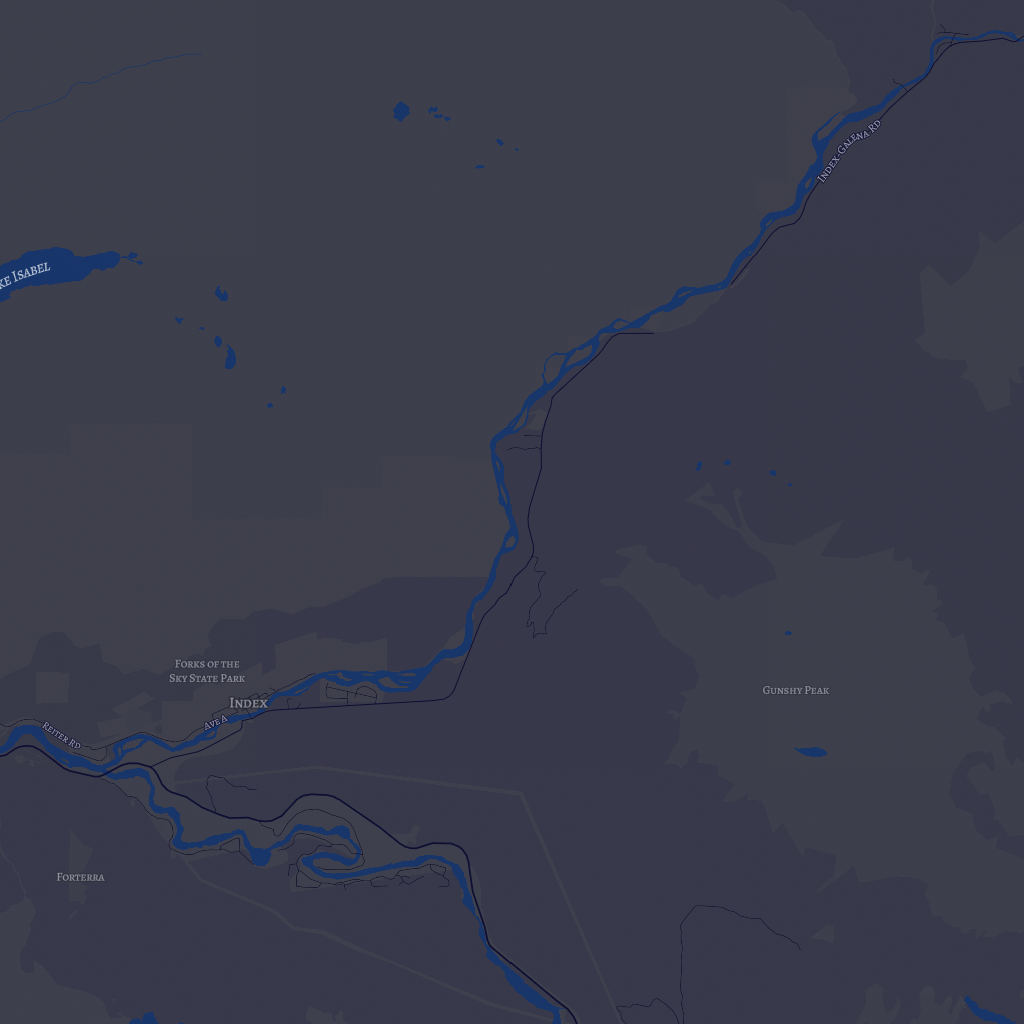 Index-Galena Rd
ke Isabel
Forks of the
Sky State Park
Index
Ave A
Reiter Rd
Gunshy Peak
Forterra